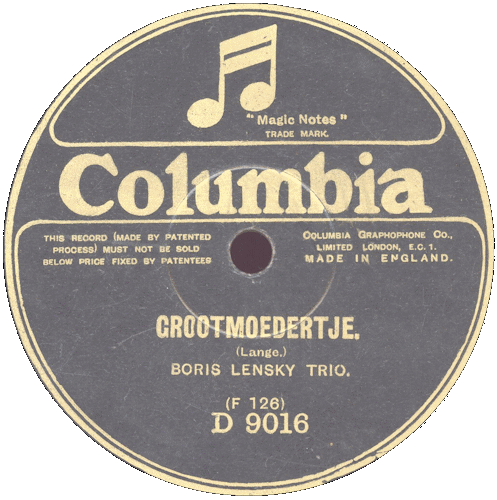 " Magic Notes "
TRADE MARK.
Columbia
THIS RECORD (MADE BY PATENTED
PROCESS) MUST NOT BE SOLD
BELOW PRICE FIXED BY PATENTEES
COLUMBIA GRAPHOPHONE CO.,
LIMITED LONDON, E.C. 1.
MADE IN ENGLAND.
GROOTMOEDERTJE.
(Lange.)
BORIS LENSKY TRIO.
(F 126)
D 9016